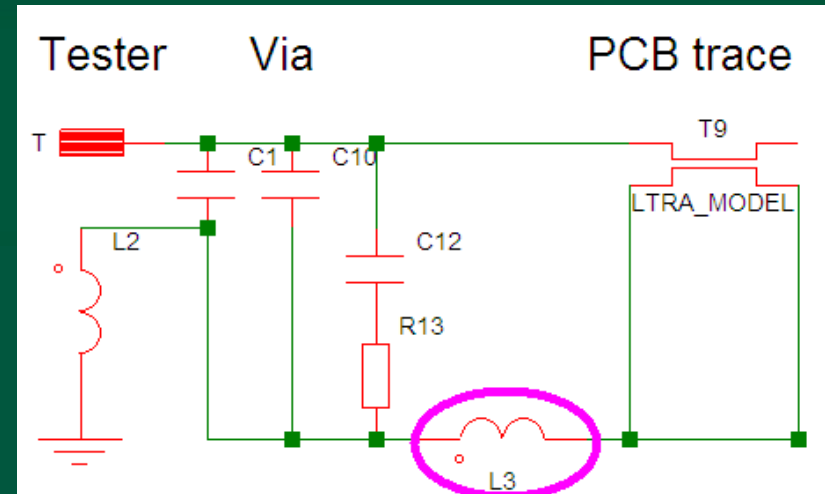 Tester Via PCB trace
T
T9
C1 C10
LTRA_MODEL
L2
C12
R13
L3